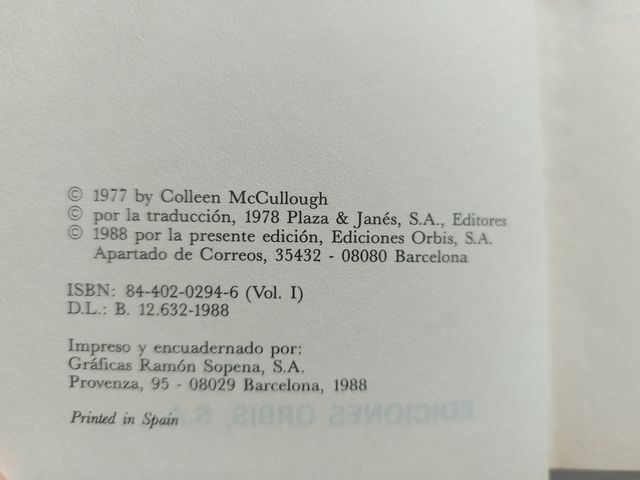 © 1977 by Colleen McCullough
© por la traducción, 1978 Plaza & Janés, S.A., Editores
© 1988 por la presente edición, Ediciones Orbis, S.A.
Apartado de Correos, 35432 - 08080 Barcelona
ISBN: 84-402-0294-6 (Vol. I)
D.L.: B. 12.632-1988
Impreso y encuadernado por:
Gráficas Ramón Sopena, S.A.
Provenza, 95 - 08029 Barcelona, 1988
Printed in Spain
EDICIONES ORBIS, S.A.